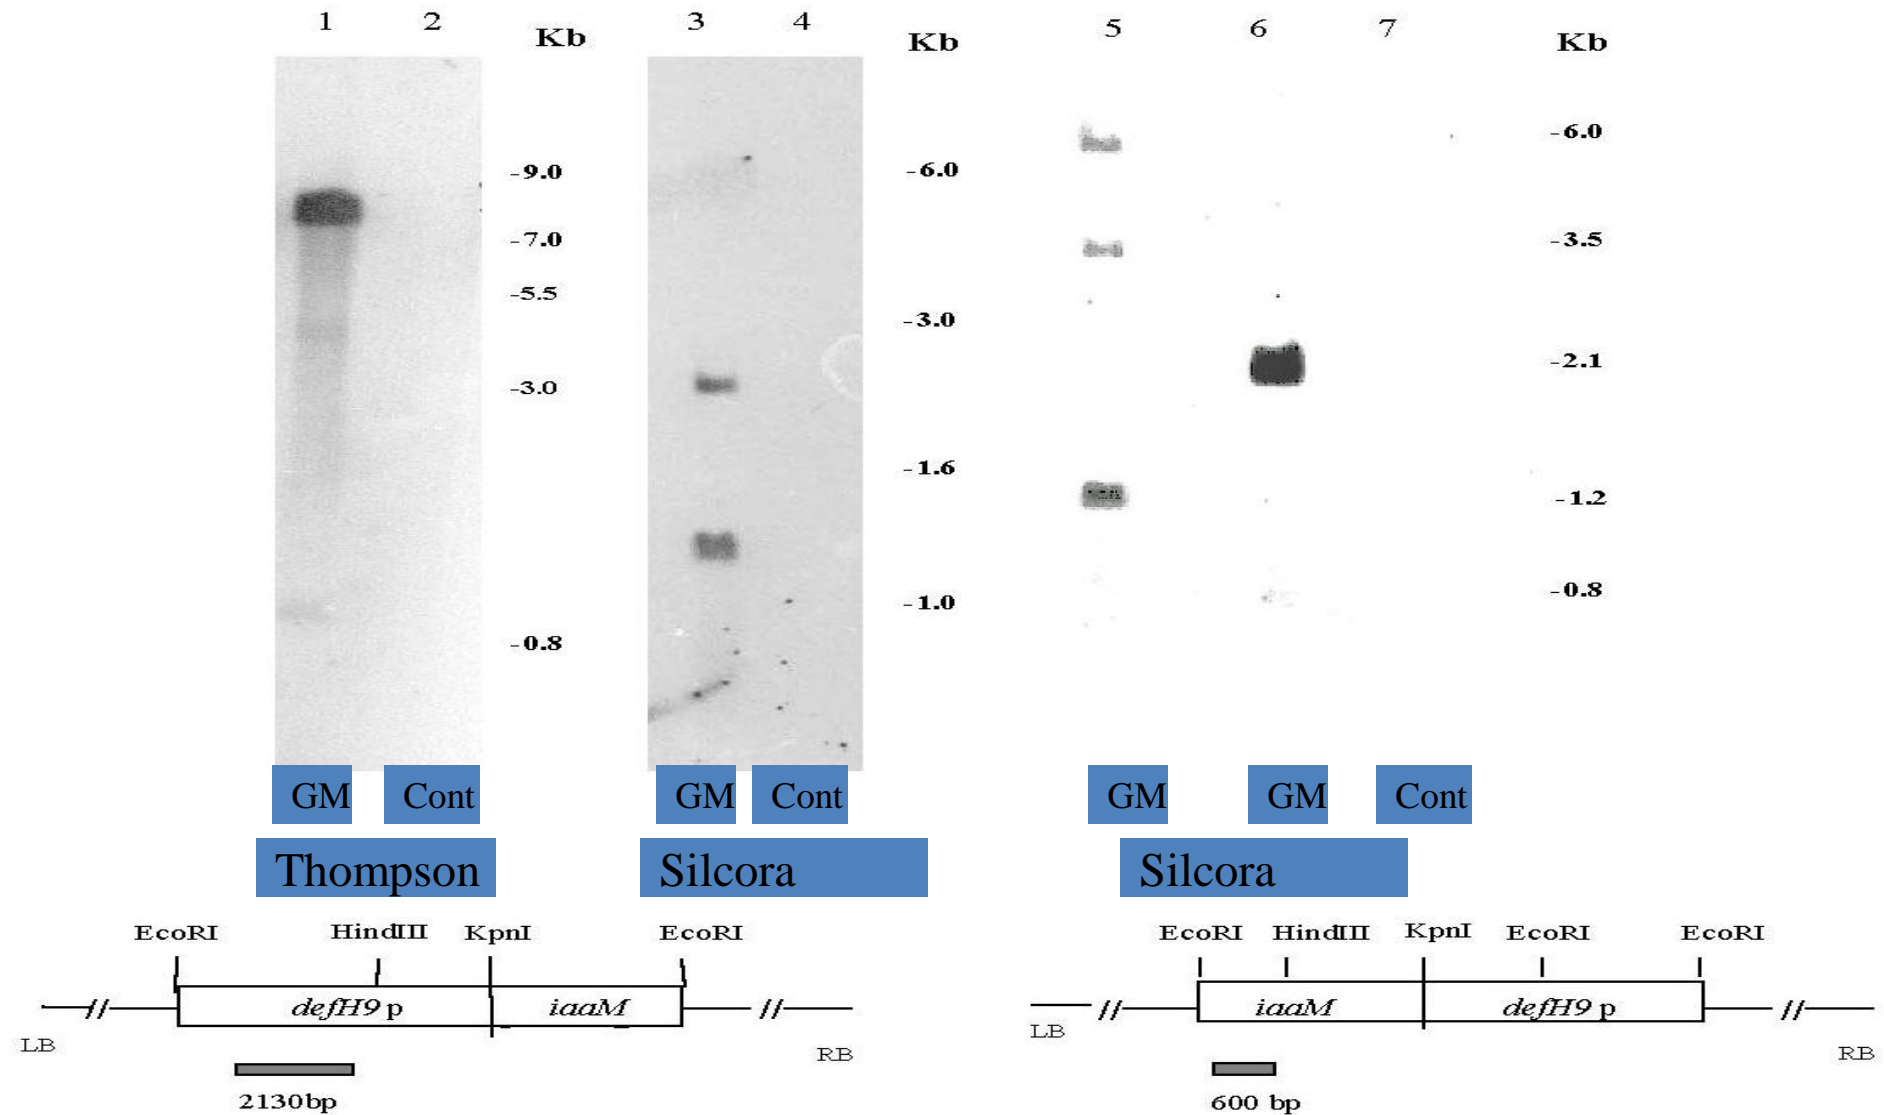 1 2 Kb
-9.0
-7.0
-5.5
-3.0
-0.8
3 4 Kb
-6.0
-3.0
-1.6
-1.0
5 6 7 Kb
-6.0
-3.5
-2.1
-1.2
-0.8
GM Cont
Thompson
GM Cont
Silcora
GM GM Cont
Silcora
EcoRI HindIII KpnI EcoRI
defH9 p iaaM
LB RB
2130bp
EcoRI HindIII KpnI EcoRI EcoRI
iaaM defH9 p
LB RB
600 bp